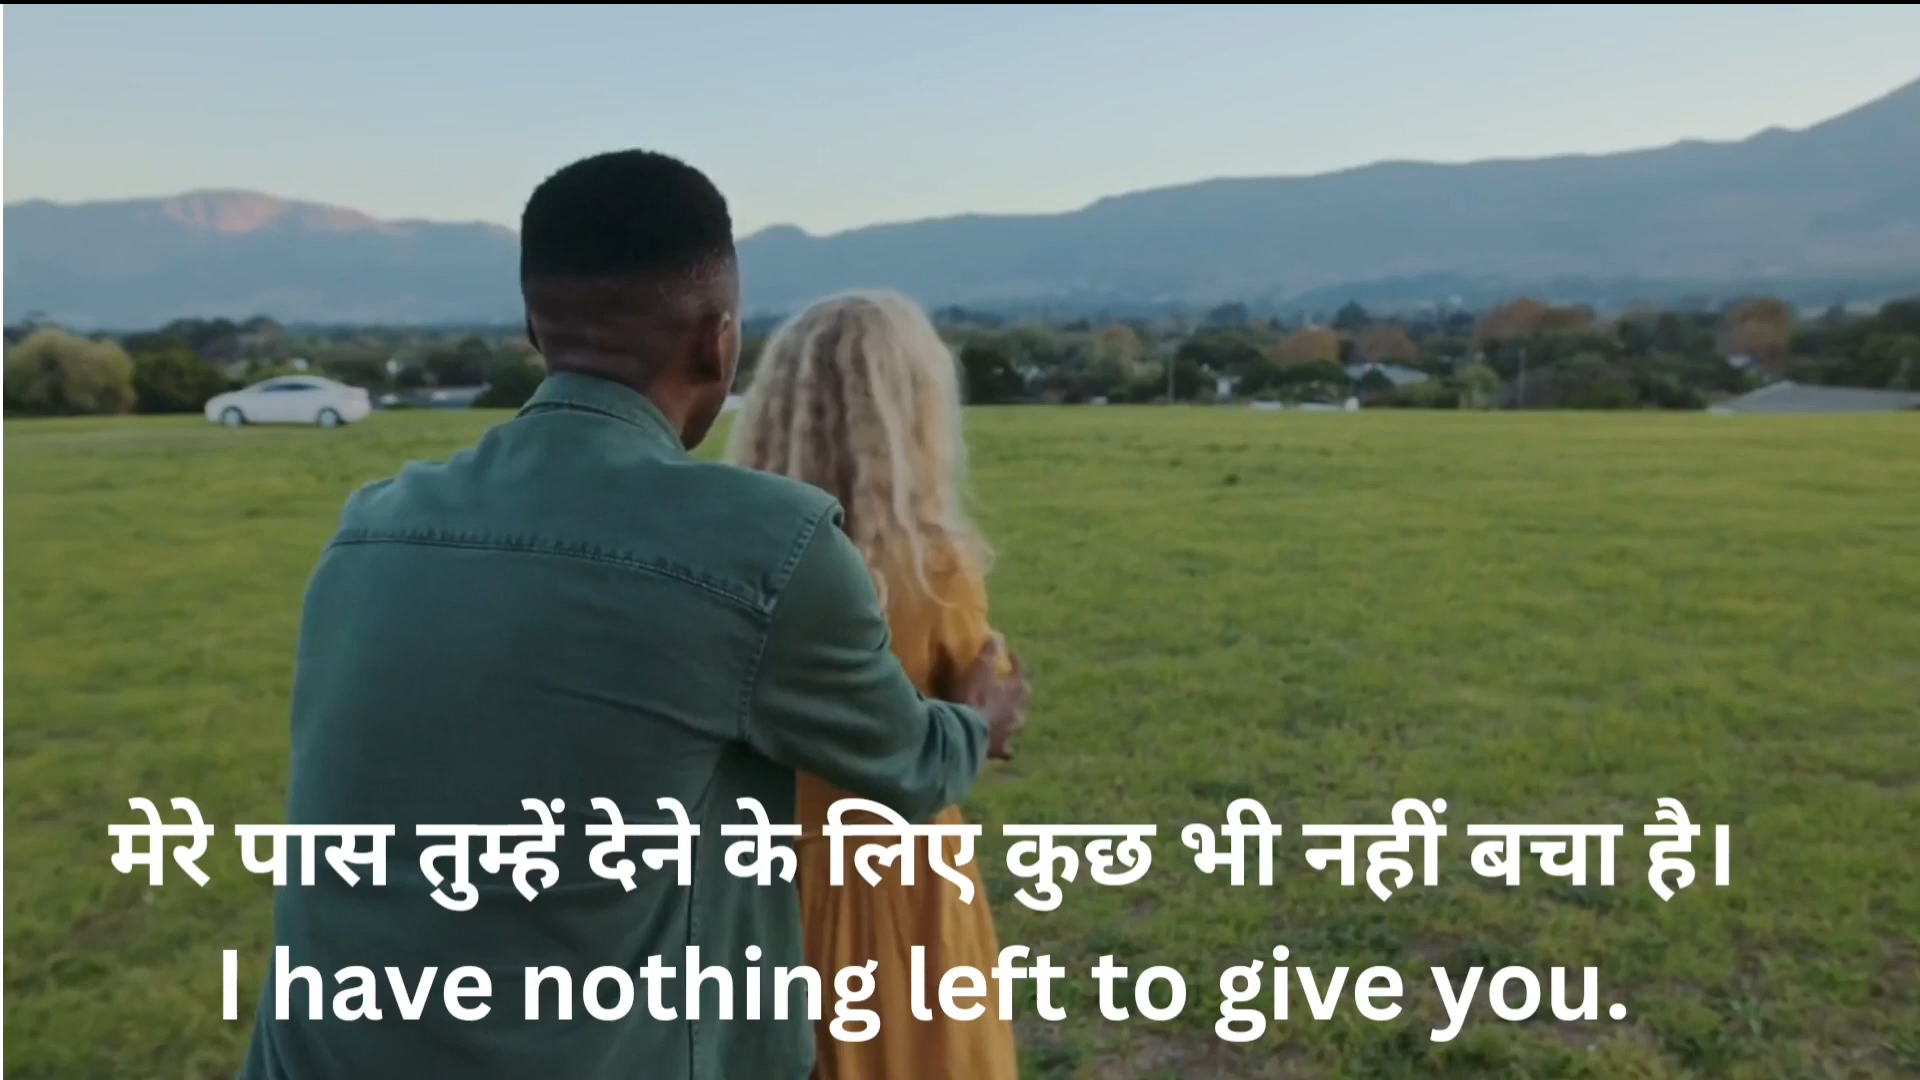 मेरे पास तुम्हें देने के लिए कुछ भी नहीं बचा है।
I have nothing left to give you.